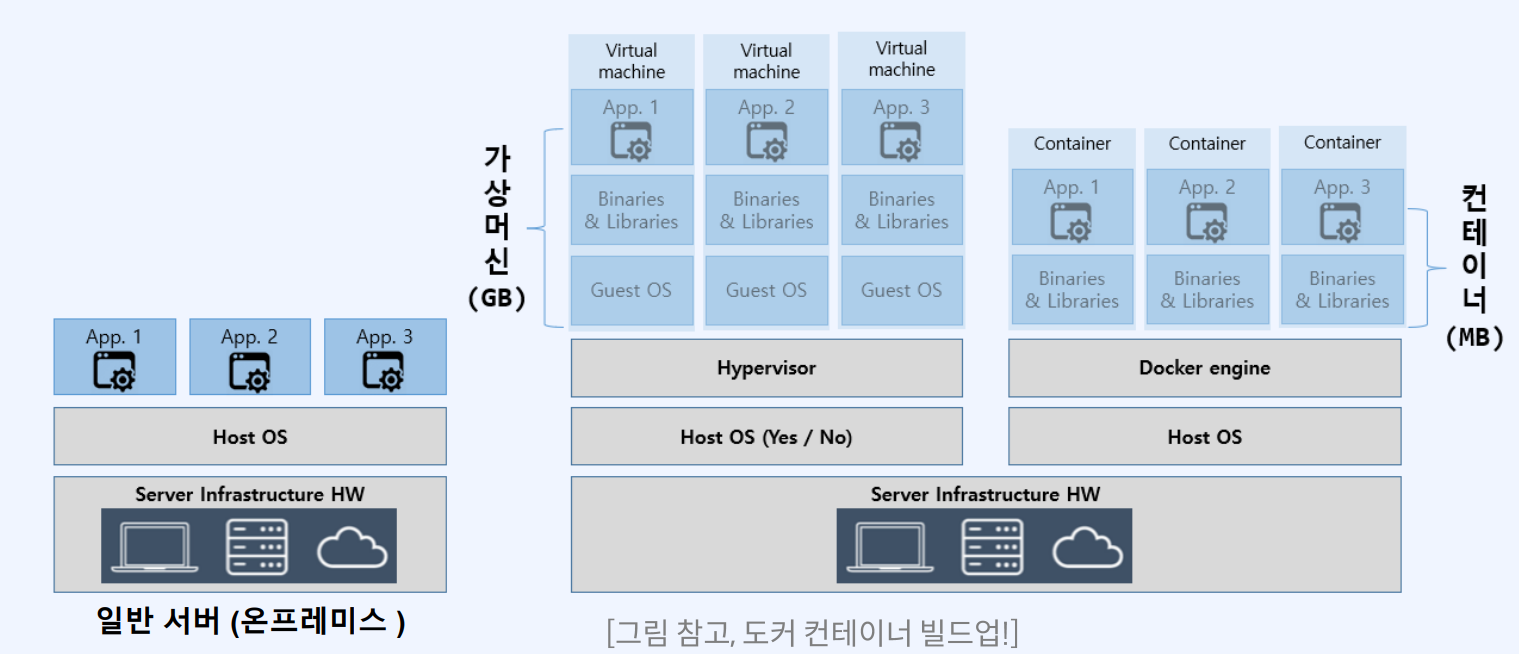 App. 1
App. 2
App. 3
Host OS
Server Infrastructure HW
일반 서버 (온프레미스 )
가
상
머
신
(GB)
Virtual
machine
App. 1
Binaries
& Libraries
Guest OS
Virtual
machine
App. 2
Binaries
& Libraries
Guest OS
Virtual
machine
App. 3
Binaries
& Libraries
Guest OS
Hypervisor
Host OS (Yes / No)
Container
App. 1
Binaries
& Libraries
Container
App. 2
Binaries
& Libraries
Container
App. 3
Binaries
& Libraries
Docker engine
Host OS
컨
테
이
너
(MB)
Server Infrastructure HW
[그림 참고, 도커 컨테이너 빌드업!]